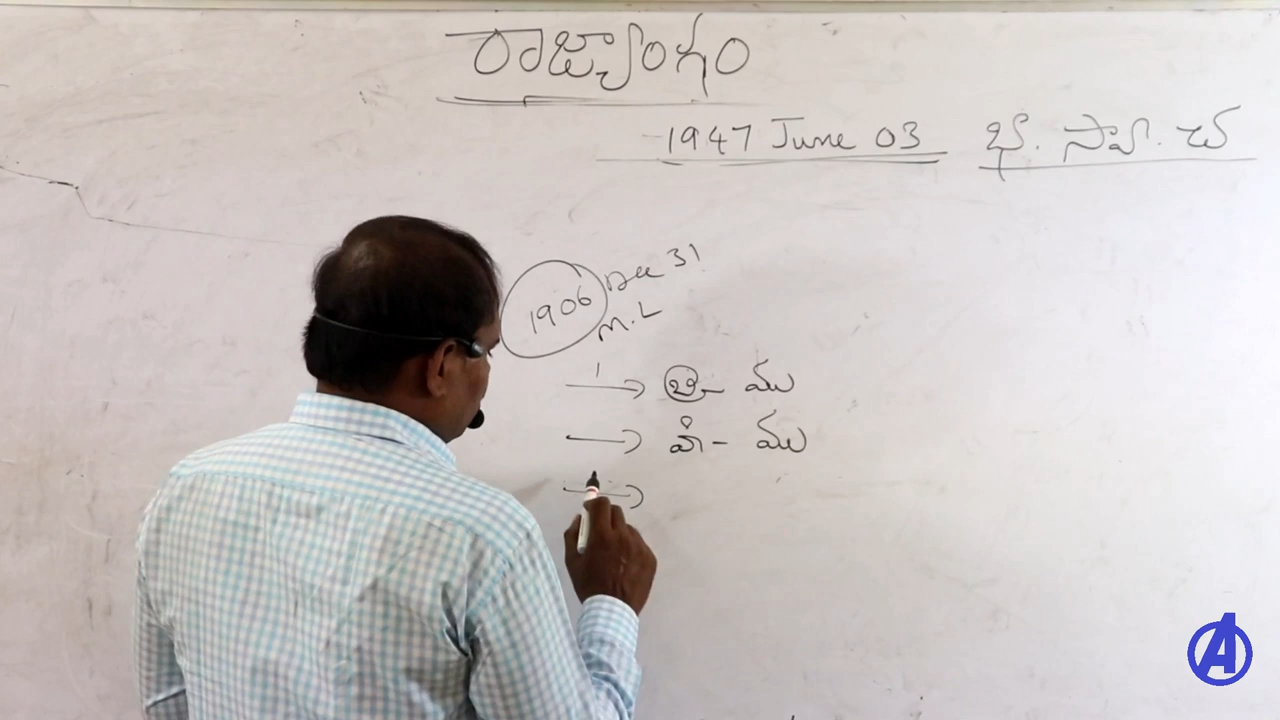 రాజ్యాంగం
1947 June 03 భా. స్వా. చ
1906 Dec 31
M.L
1
బ్రి - ము
హి - ము